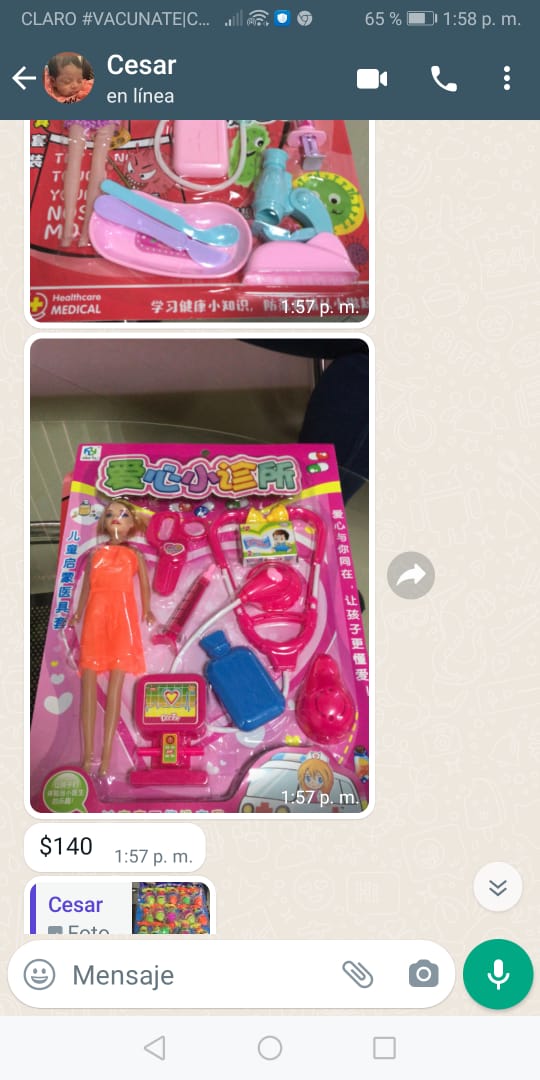 CLARO #VACUNATE|C...
65 %
1:58 p. m.
Cesar
en línea
套
装
Healthcare
MEDICAL
学习健康小知识,
1:57 p. m.
爱心小诊所
儿童启蒙医具套
爱心与你同在,让孩子更懂爱!
1:57 p. m.
$140
1:57 p. m.
Cesar
Foto
Mensaje